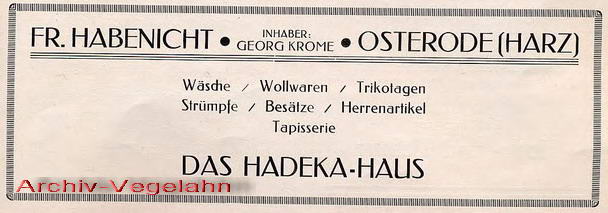 FR. HABENICHT • INHABER: GEORG KROME • OSTERODE (HARZ)
Wäsche / Wollwaren / Trikotagen
Strümpfe / Besätze / Herrenartikel
Tapisserie
DAS HADEKA-HAUS
Archiv-Vegelahn